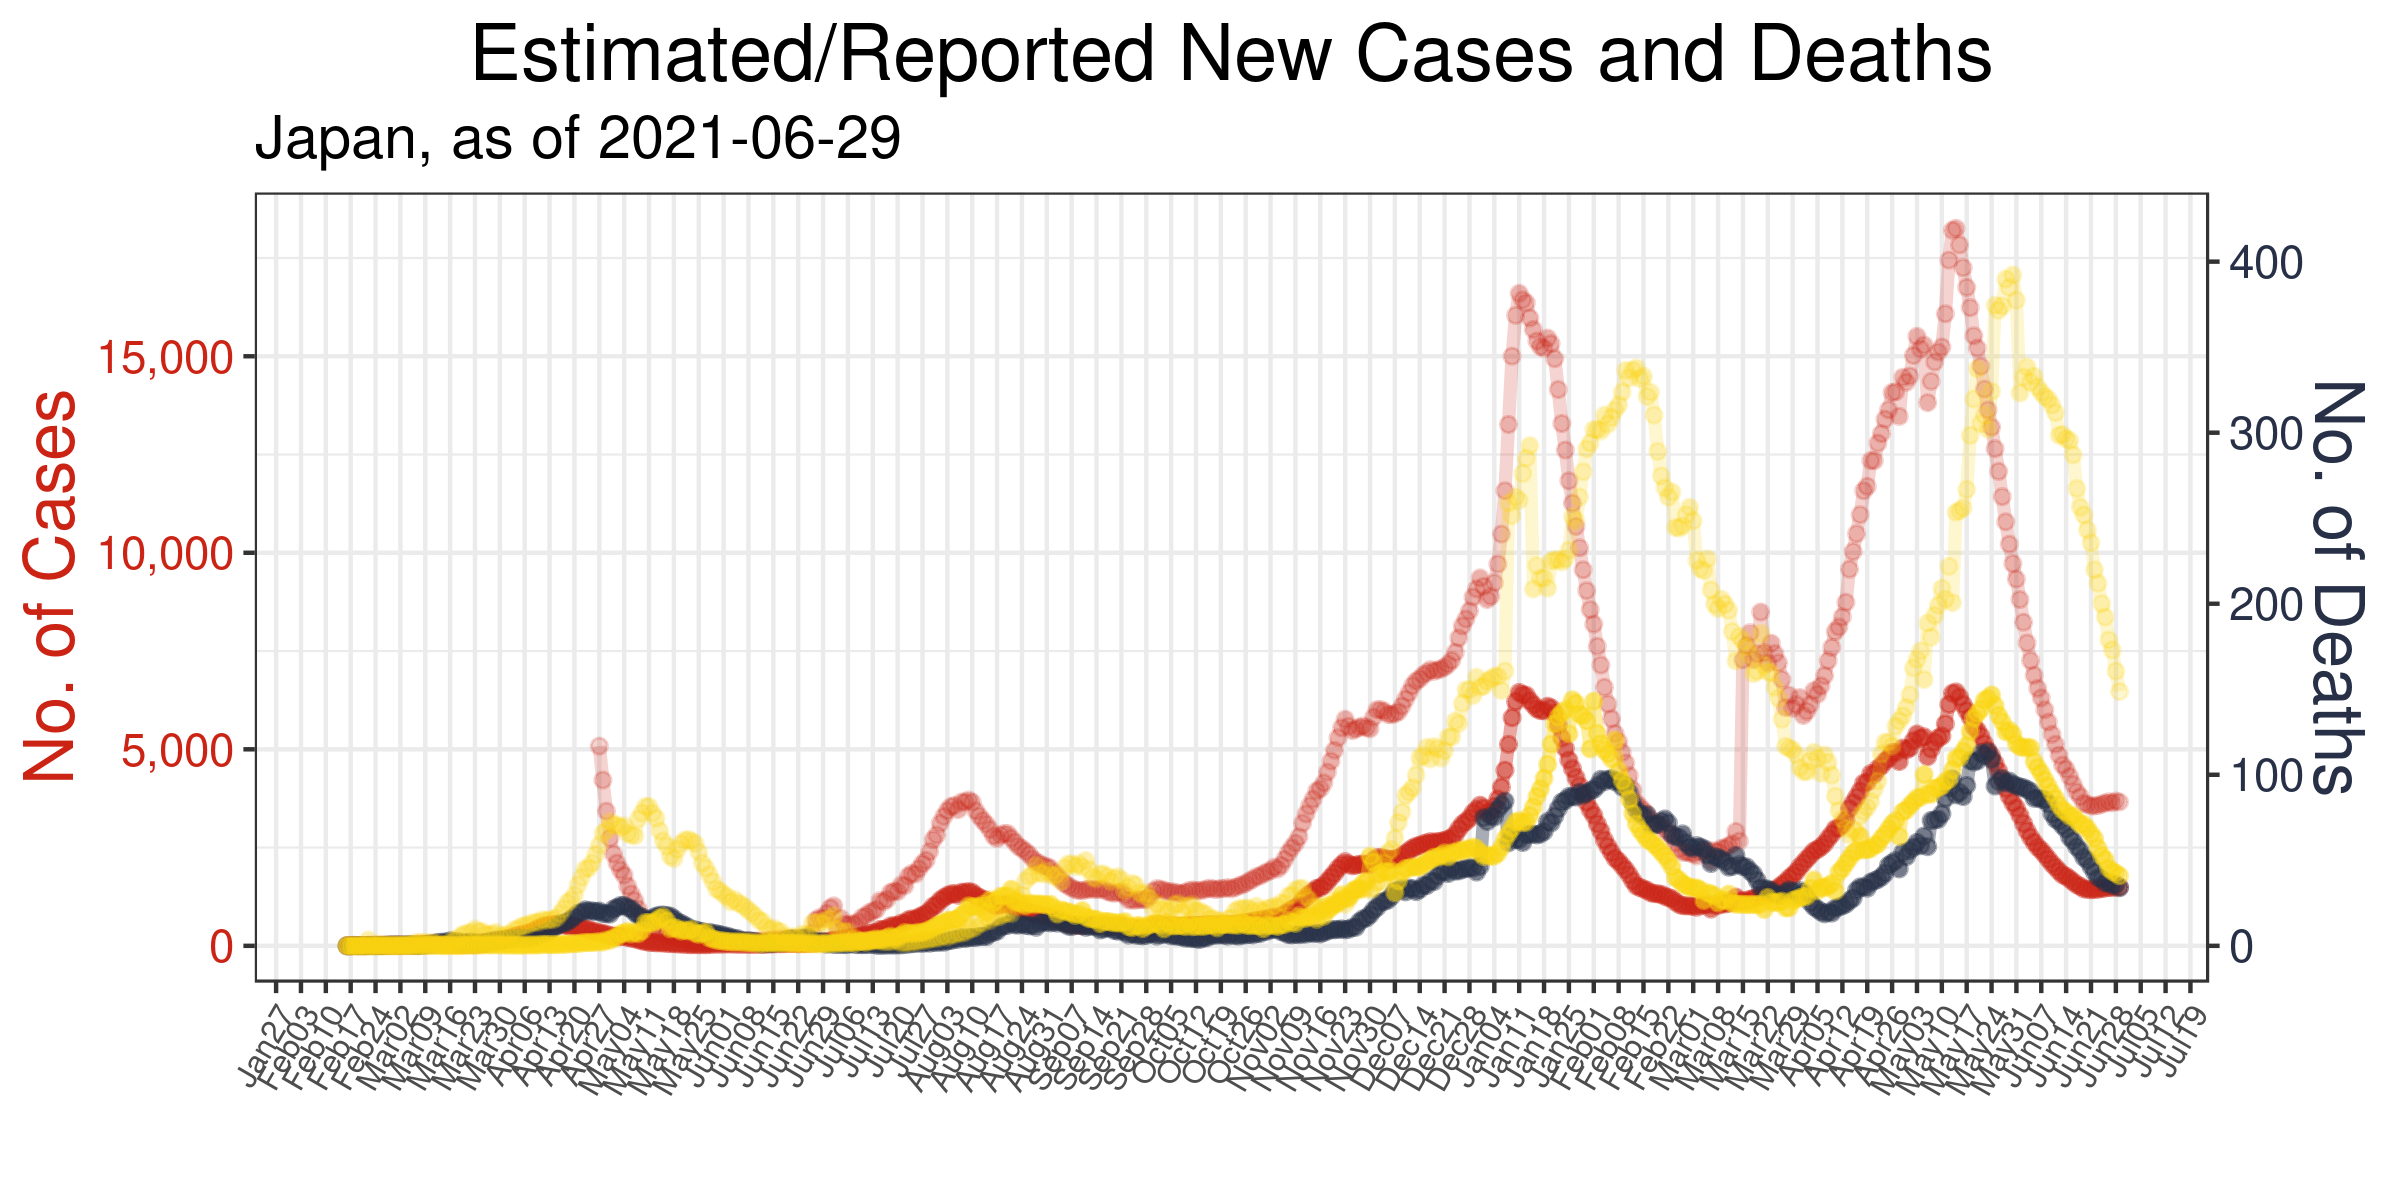 Estimated/Reported New Cases and Deaths
Japan, as of 2021-06-29
No. of Cases
15,000
10,000
5,000
0
400
300
200
100
0
No. of Deaths
Jan27
Feb03
Feb10
Feb17
Feb24
Mar02
Mar09
Mar16
Mar23
Mar30
Apr06
Apr13
Apr20
Apr27
May04
May11
May18
May25
Jun01
Jun08
Jun15
Jun22
Jun29
Jul06
Jul13
Jul20
Jul27
Aug03
Aug10
Aug17
Aug24
Aug31
Sep07
Sep14
Sep21
Sep28
Oct05
Oct12
Oct19
Oct26
Nov02
Nov09
Nov16
Nov23
Nov30
Dec07
Dec14
Dec21
Dec28
Jan04
Jan11
Jan18
Jan25
Feb01
Feb08
Feb15
Feb22
Mar01
Mar08
Mar15
Mar22
Mar29
Apr05
Apr12
Apr19
Apr26
May03
May10
May17
May24
May31
Jun07
Jun14
Jun21
Jun28
Jul05
Jul12
Jul19